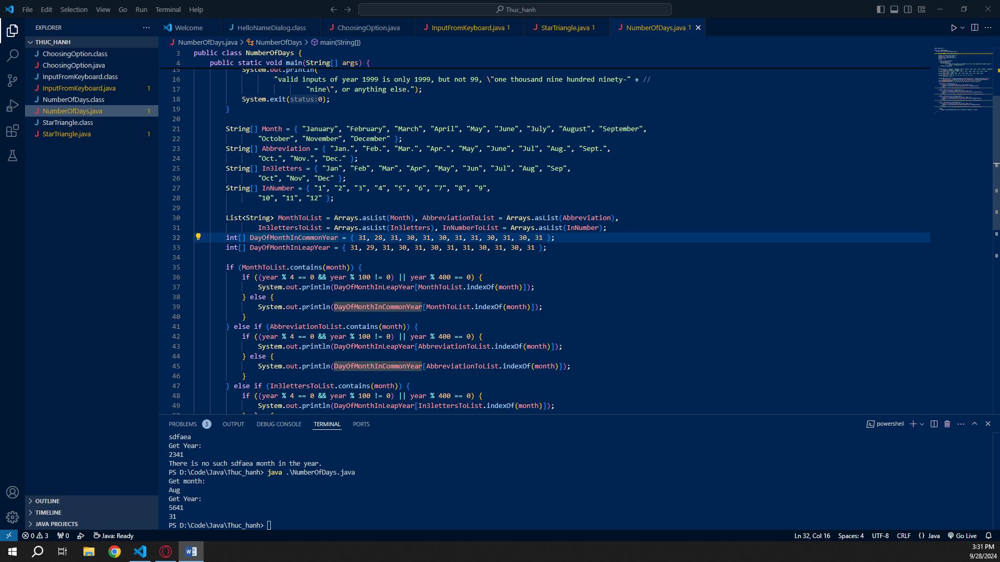 File Edit Selection View Go Run Terminal Help
Thuc_hanh
EXPLORER
Welcome HelloNameDialog.class ChoosingOption.java InputFromKeyboard.java 1 StarTriangle.java 1 NumberOfDays.java 1
THUC_HANH
ChoosingOption.class
ChoosingOption.java
InputFromKeyboard.class
InputFromKeyboard.java 1
NumberOfDays.class
NumberOfDays.java 1
StarTriangle.class
StarTriangle.java 1
OUTLINE
TIMELINE
JAVA PROJECTS
NumberOfDays.java > NumberOfDays > main(String[])
3 public class NumberOfDays {
4 public static void main(String[] args) {
15 System.out.println(
16 "valid inputs of year 1999 is only 1999, but not 99, \"one thousand nine hundred ninety-" + //
17 "nine\", or anything else.");
18 System.exit(status:0);
19 }
20
21 String[] Month = { "January", "February", "March", "April", "May", "June", "July", "August", "September",
22 "October", "November", "December" };
23 String[] Abbreviation = { "Jan.", "Feb.", "Mar.", "Apr.", "May", "June", "Jul", "Aug.", "Sept.",
24 "Oct.", "Nov.", "Dec." };
25 String[] In3letters = { "Jan", "Feb", "Mar", "Apr", "May", "Jun", "Jul", "Aug", "Sep",
26 "Oct", "Nov", "Dec" };
27 String[] InNumber = { "1", "2", "3", "4", "5", "6", "7", "8", "9",
28 "10", "11", "12" };
29
30 List<String> MonthToList = Arrays.asList(Month), AbbreviationToList = Arrays.asList(Abbreviation),
31 In3lettersToList = Arrays.asList(In3letters), InNumberToList = Arrays.asList(InNumber);
32 int[] DayOfMonthInCommonYear = { 31, 28, 31, 30, 31, 30, 31, 31, 30, 31, 30, 31 };
33 int[] DayOfMonthInLeapYear = { 31, 29, 31, 30, 31, 30, 31, 31, 30, 31, 30, 31 };
34
35 if (MonthToList.contains(month)) {
36 if ((year % 4 == 0 && year % 100 != 0) || year % 400 == 0) {
37 System.out.println(DayOfMonthInLeapYear[MonthToList.indexOf(month)]);
38 } else {
39 System.out.println(DayOfMonthInCommonYear[MonthToList.indexOf(month)]);
40 }
41 } else if (AbbreviationToList.contains(month)) {
42 if ((year % 4 == 0 && year % 100 != 0) || year % 400 == 0) {
43 System.out.println(DayOfMonthInLeapYear[AbbreviationToList.indexOf(month)]);
44 } else {
45 System.out.println(DayOfMonthInCommonYear[AbbreviationToList.indexOf(month)]);
46 }
47 } else if (In3lettersToList.contains(month)) {
48 if ((year % 4 == 0 && year % 100 != 0) || year % 400 == 0) {
49 System.out.println(DayOfMonthInLeapYear[In3lettersToList.indexOf(month)]);
PROBLEMS 3 OUTPUT DEBUG CONSOLE TERMINAL PORTS powershell
sdfaea
Get Year:
2341
There is no such sdfaea month in the year.
PS D:\Code\Java\Thuc_hanh> java .\NumberOfDays.java
Get month:
Aug
Get Year:
5641
31
PS D:\Code\Java\Thuc_hanh>
0 3 0 Java: Ready Ln 32, Col 16 Spaces: 4 UTF-8 CRLF {} Java Go Live
3:31 PM
9/28/2024